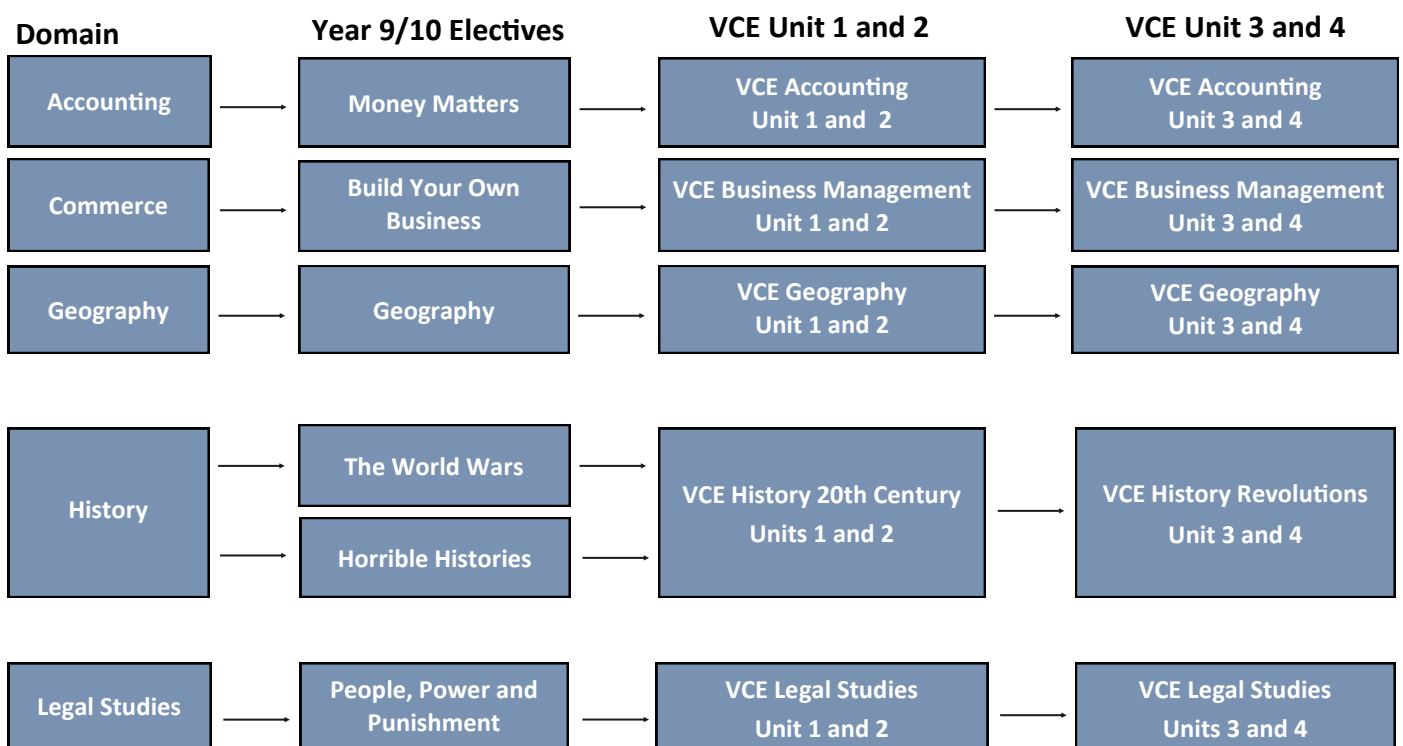 Domain
Year 9/10 Electives
VCE Unit 1 and 2
VCE Unit 3 and 4
Accounting
Money Matters
VCE Accounting
Unit 1 and  2
VCE Accounting
Unit 3 and 4
Commerce
Build Your Own
Business
VCE Business Management
Unit 1 and 2
VCE Business Management
Unit 3 and 4
Geography
Geography
VCE Geography
Unit 1 and 2
VCE Geography
Unit 3 and 4
History
The World Wars
Horrible Histories
VCE History 20th Century
Units 1 and 2
VCE History Revolutions
Unit 3 and 4
Legal Studies
People, Power and
Punishment
VCE Legal Studies
Unit 1 and 2
VCE Legal Studies
Units 3 and 4